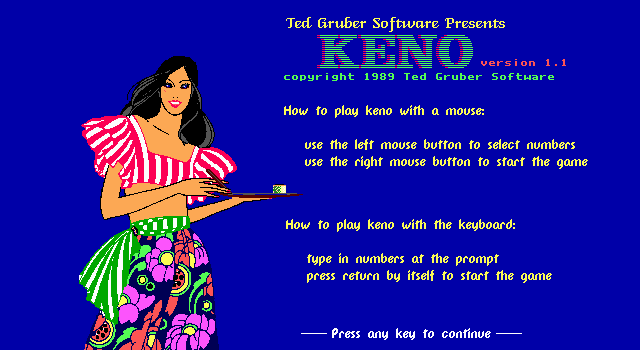 Ted Gruber Software Presents
KENO version 1.1
copyright 1989 Ted Gruber Software
How to play keno with a mouse:
use the left mouse button to select numbers
use the right mouse button to start the game
How to play keno with the keyboard:
type in numbers at the prompt
press return by itself to start the game
Press any key to continue